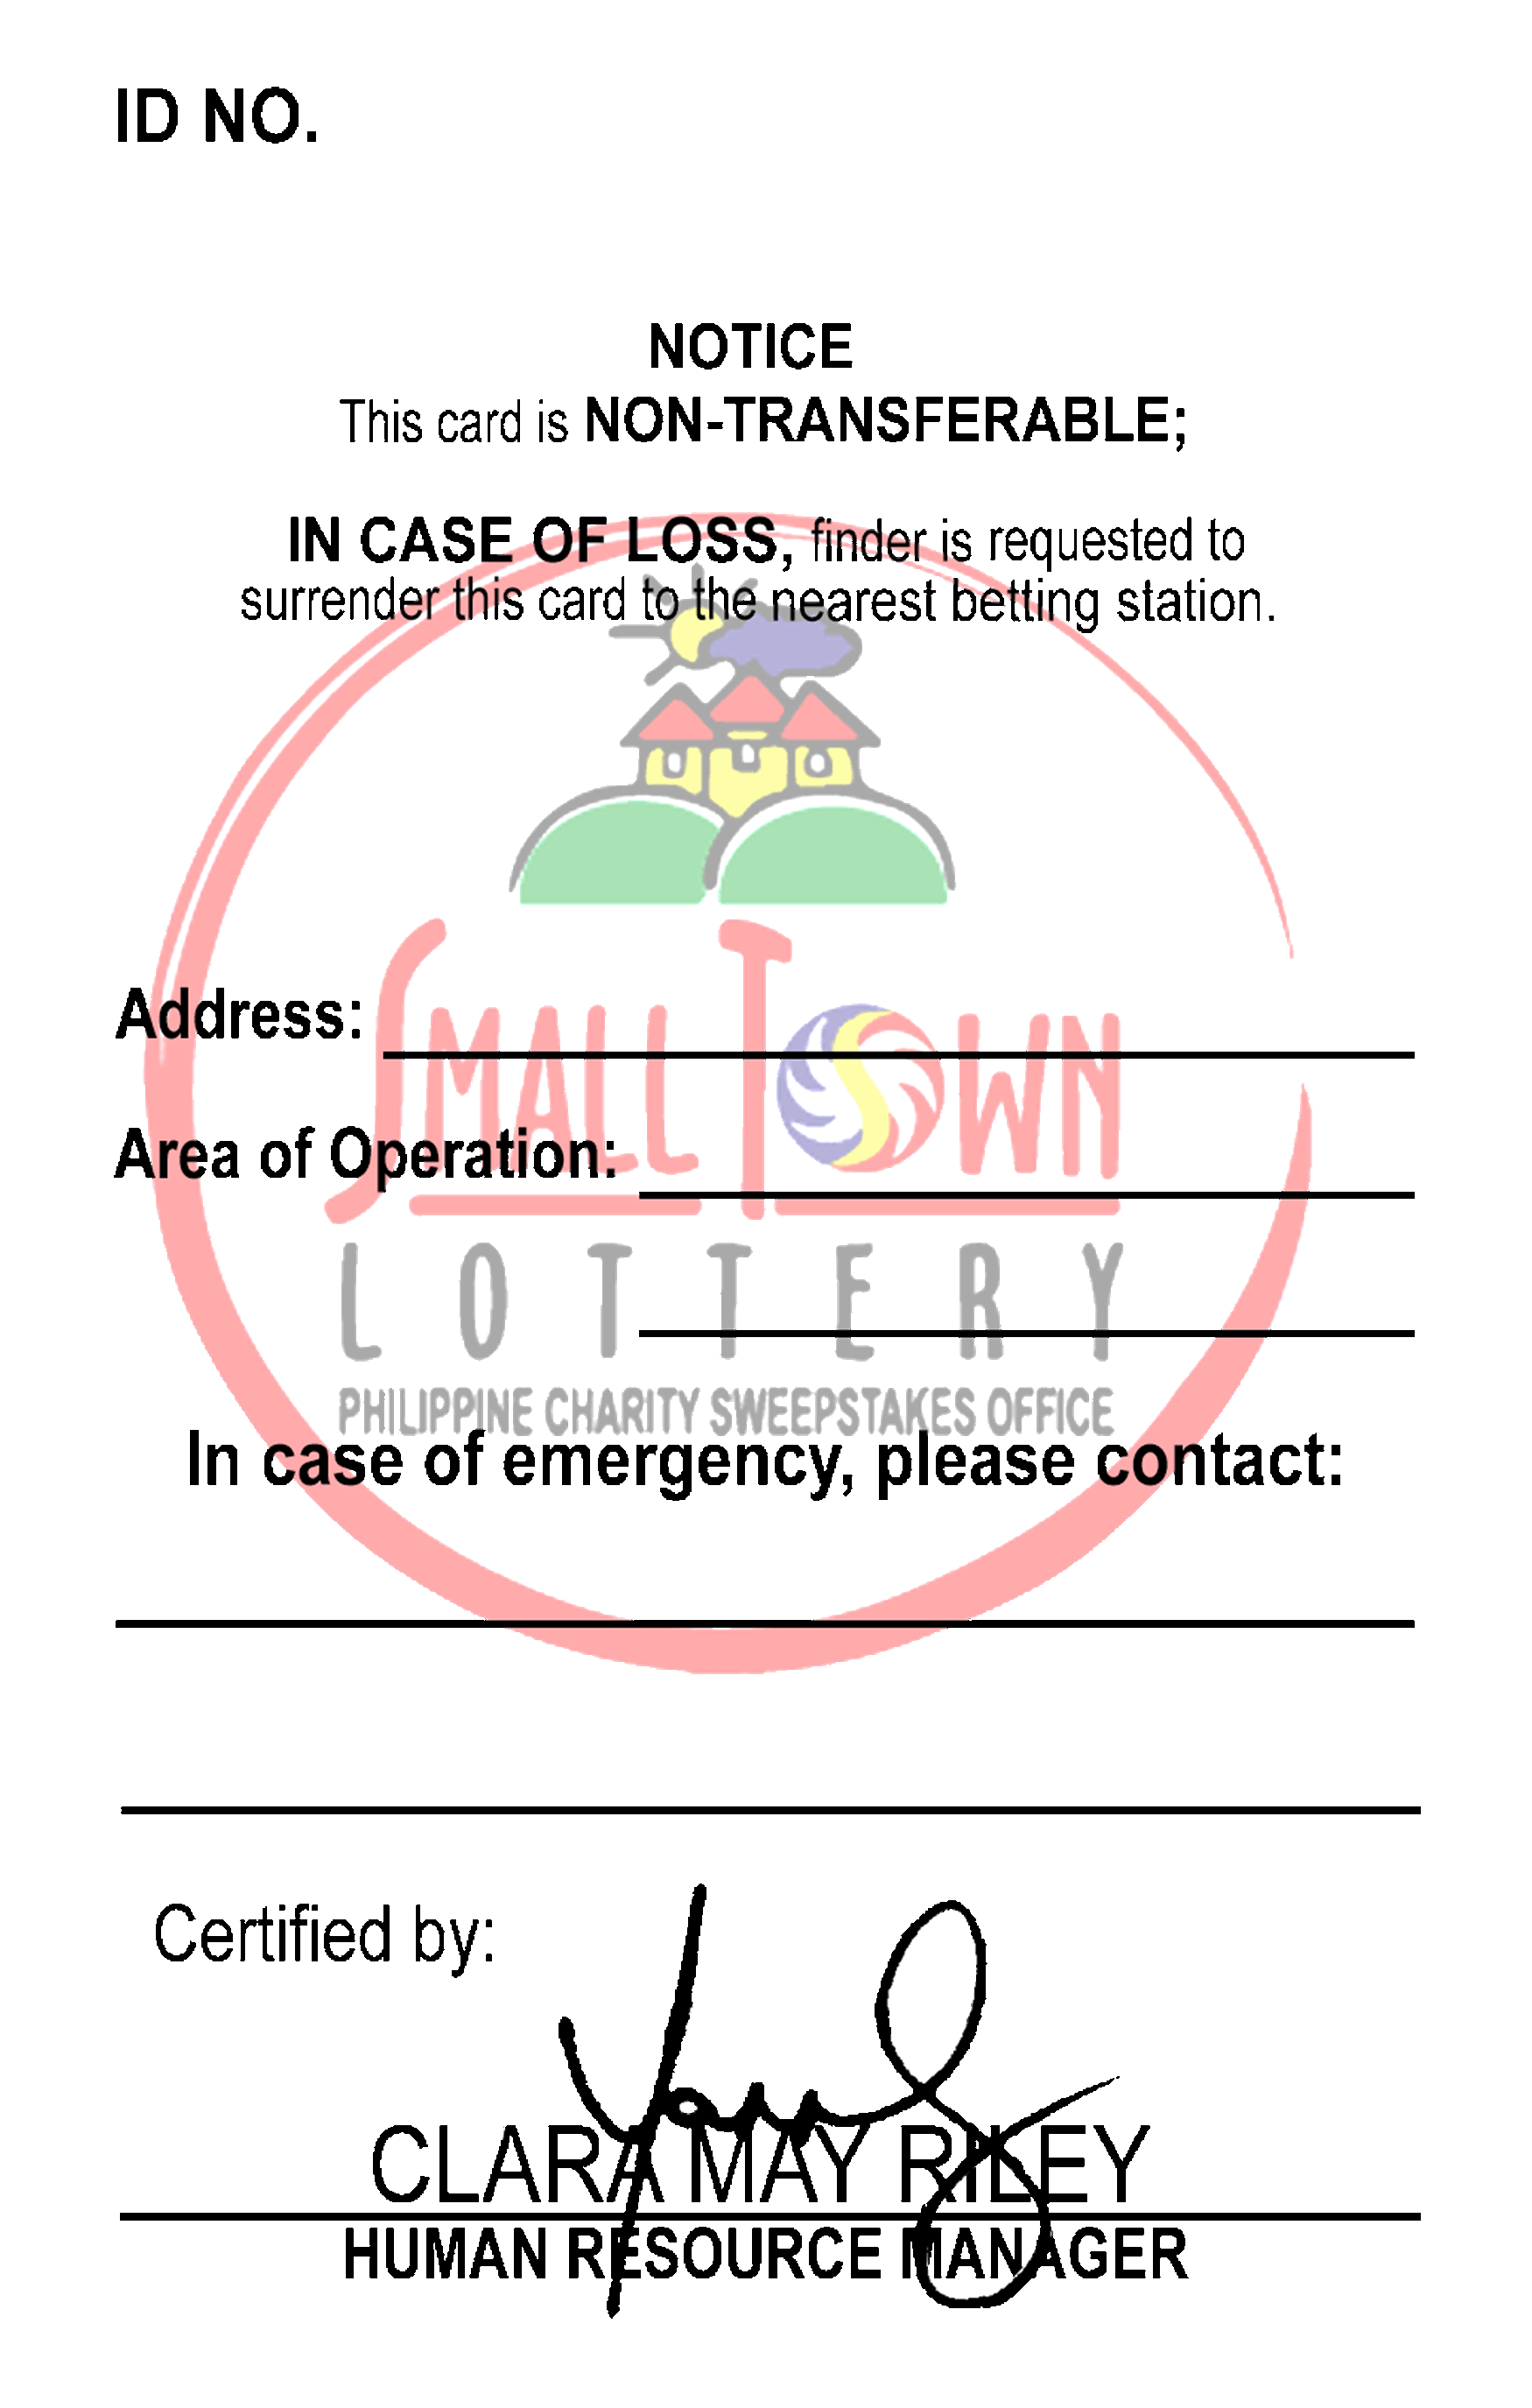 ID NO.
NOTICE
This card is NON-TRANSFERABLE;
IN CASE OF LOSS, finder is requested to
surrender this card to the nearest betting station.
Address:
SMALL TOWN
Area of Operation:
LOTTERY
PHILIPPINE CHARITY SWEEPSTAKES OFFICE
In case of emergency, please contact:
Certified by:
CLARA MAY RILEY
HUMAN RESOURCE MANAGER